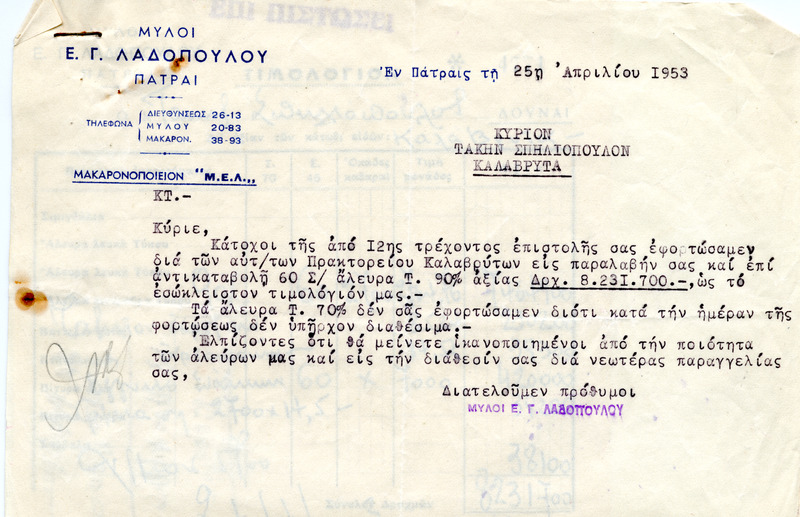 ΜΥΛΟΙ
Ε. Γ. ΛΑΔΟΠΟΥΛΟΥ
ΠΑΤΡΑΙ
ΤΗΛΕΦΩΝΑ
ΔΙΕΥΘΥΝΣΕΩΣ 26-13
ΜΥΛΟΥ 20-83
ΜΑΚΑΡΟΝ. 38-93
ΜΑΚΑΡΟΝΟΠΟΙΕΙΟΝ "Μ.Ε.Λ.,,
Ἐν Πάτραις τῇ 25η Ἀπριλίου 1953
ΚΥΡΙΟΝ
ΤΑΚΗΝ ΣΠΗΛΙΟΠΟΥΛΟΝ
ΚΑΛΑΒΡΥΤΑ
ΚΤ.-
Κύριε,
Κάτοχοι τῆς ἀπό 12ης τρέχοντος ἐπιστολῆς σας ἐφορτώσαμεν
διά τῶν αὐτ/των Πρακτορείου Καλαβρύτων εἰς παραλαβήν σας καί ἐπί
ἀντικαταβολῇ 60 Σ/ ἄλευρα Τ. 90% ἀξίας Δρχ. 8.231.700.-,ὡς τό
ἐσώκλειστον τιμολόγιόν μας.-
Τά ἄλευρα Τ. 70% δέν σᾶς ἐφορτώσαμεν διότι κατά τήν ἡμέραν τῆς
φορτώσεως δέν ὑπῆρχον διαθέσιμα.-
Ἐλπίζοντες ὅτι θά μείνετε ἱκανοποιημένοι ἀπό τήν ποιότητα
τῶν ἀλεύρων μας καί εἰς τήν διάθεσίν σας διά νεωτέρας παραγγελίας
σας,
Διατελοῦμεν πρόθυμοι
ΜΥΛΟΙ Ε. Γ. ΛΑΔΟΠΟΥΛΟΥ